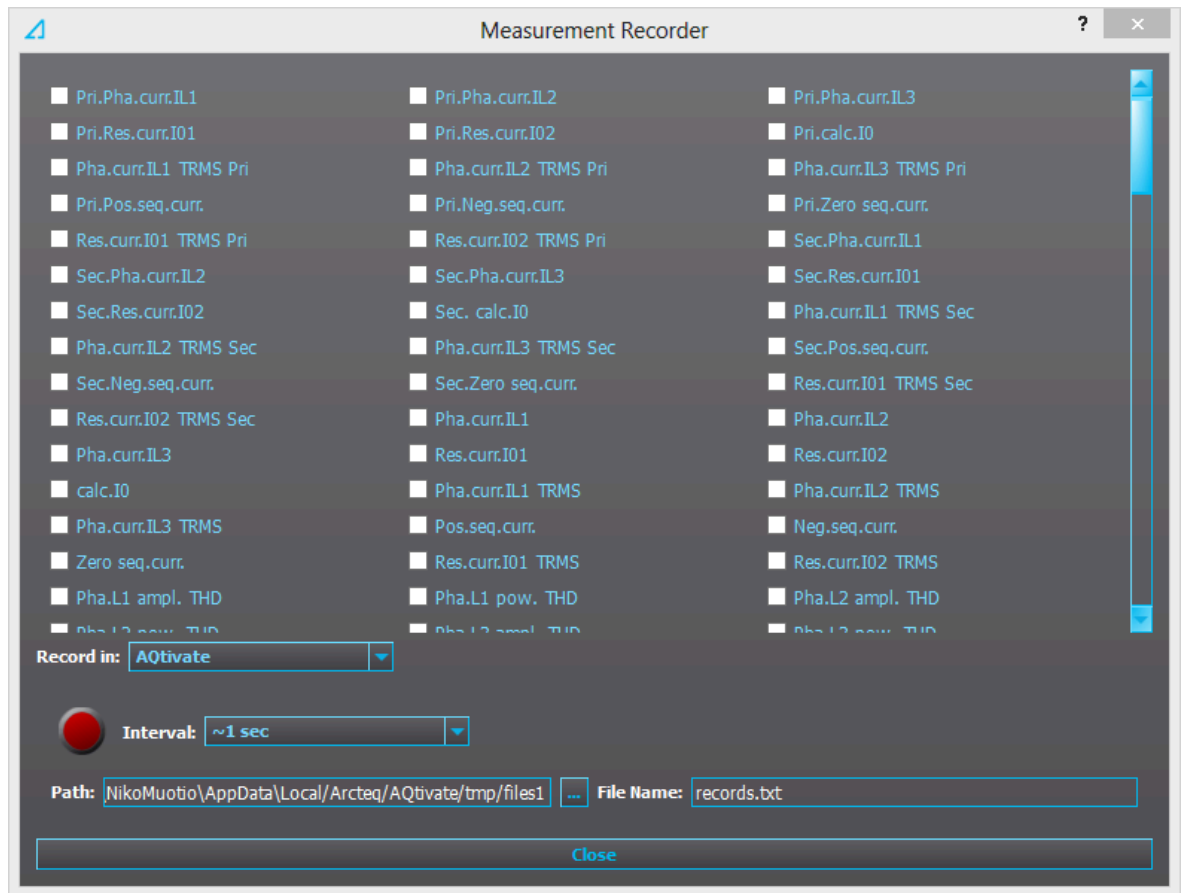 Measurement Recorder ?
Pri.Pha.curr.IL1 Pri.Pha.curr.IL2 Pri.Pha.curr.IL3
Pri.Res.curr.I01 Pri.Res.curr.I02 Pri.calc.I0
Pha.curr.IL1 TRMS Pri Pha.curr.IL2 TRMS Pri Pha.curr.IL3 TRMS Pri
Pri.Pos.seq.curr. Pri.Neg.seq.curr. Pri.Zero seq.curr.
Res.curr.I01 TRMS Pri Res.curr.I02 TRMS Pri Sec.Pha.curr.IL1
Sec.Pha.curr.IL2 Sec.Pha.curr.IL3 Sec.Res.curr.I01
Sec.Res.curr.I02 Sec. calc.I0 Pha.curr.IL1 TRMS Sec
Pha.curr.IL2 TRMS Sec Pha.curr.IL3 TRMS Sec Sec.Pos.seq.curr.
Sec.Neg.seq.curr. Sec.Zero seq.curr. Res.curr.I01 TRMS Sec
Res.curr.I02 TRMS Sec Pha.curr.IL1 Pha.curr.IL2
Pha.curr.IL3 Res.curr.I01 Res.curr.I02
calc.I0 Pha.curr.IL1 TRMS Pha.curr.IL2 TRMS
Pha.curr.IL3 TRMS Pos.seq.curr. Neg.seq.curr.
Zero seq.curr. Res.curr.I01 TRMS Res.curr.I02 TRMS
Pha.L1 ampl. THD Pha.L1 pow. THD Pha.L2 ampl. THD
Record in: AQtivate
Interval: ~1 sec
Path: NikoMuotio\AppData\Local/Arcteq/AQtivate/tmp/files1 ... File Name: records.txt
Close